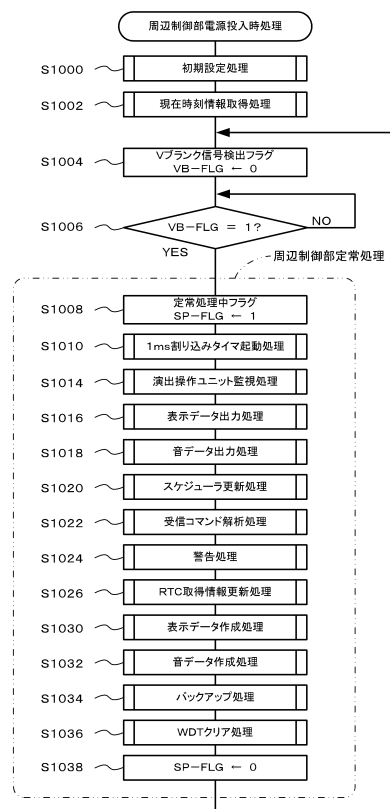 周辺制御部電源投入時処理
S1000 初期設定処理
S1002 現在時刻情報取得処理
S1004 Vブランク信号検出フラグ
VB-FLG ← 0
S1006 VB-FLG = 1?
NO
YES
周辺制御部定常処理
S1008 定常処理中フラグ
SP-FLG ← 1
S1010 1ms割り込みタイマ起動処理
S1014 演出操作ユニット監視処理
S1016 表示データ出力処理
S1018 音データ出力処理
S1020 スケジューラ更新処理
S1022 受信コマンド解析処理
S1024 警告処理
S1026 RTC取得情報更新処理
S1030 表示データ作成処理
S1032 音データ作成処理
S1034 バックアップ処理
S1036 WDTクリア処理
S1038 SP-FLG ← 0